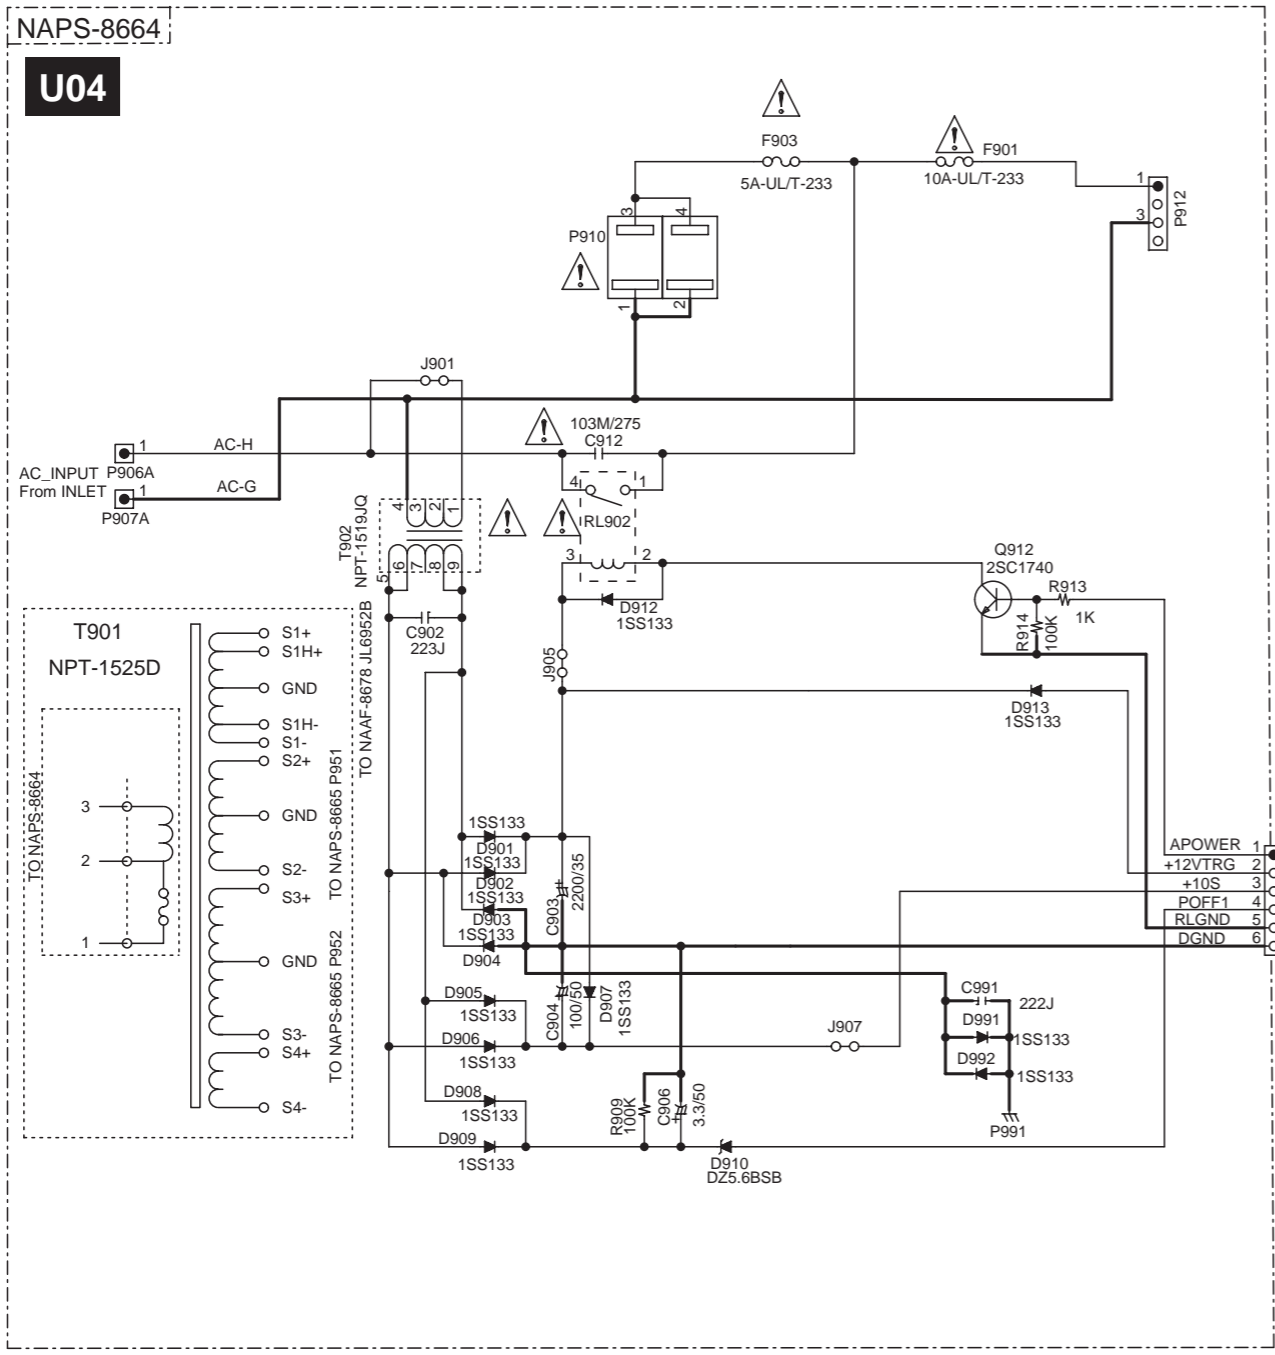 NAPS-8664
U04
F903
5A-UL/T-233
F901
10A-UL/T-233
1
3
P912
3
4
P910
1
2
J901
103M/275
C912
AC-H
1
AC_INPUT
From INLET
P906A
AC-G
1
P907A
4
1
RL902
T902
NPT-1519JQ
4
3
2
1
5
6
7
8
9
3
2
Q912
2SC1740
R913
1K
R914
100K
D912
1SS133
C902
223J
J905
D913
1SS133
T901
NPT-1525D
S1+
S1H+
GND
S1H-
S1-
S2+
GND
S2-
S3+
GND
S3-
S4+
S4-
TO NAPS-8664
3
2
1
TO NAAF-8678 JL6952B
TO NAPS-8665 P951
TO NAPS-8665 P952
1SS133
D901
1SS133
D902
1SS133
D903
1SS133
D904
C903
2200/35
D905
1SS133
D906
1SS133
C904
100/50
D907
1SS133
D908
1SS133
D909
1SS133
R909
100K
C906
3.3/50
D910
DZ5.6BSB
J907
C991
222J
D991
1SS133
D992
1SS133
P991
APOWER 1
+12VTRG 2
+10S 3
POFF1 4
RLGND 5
DGND 6